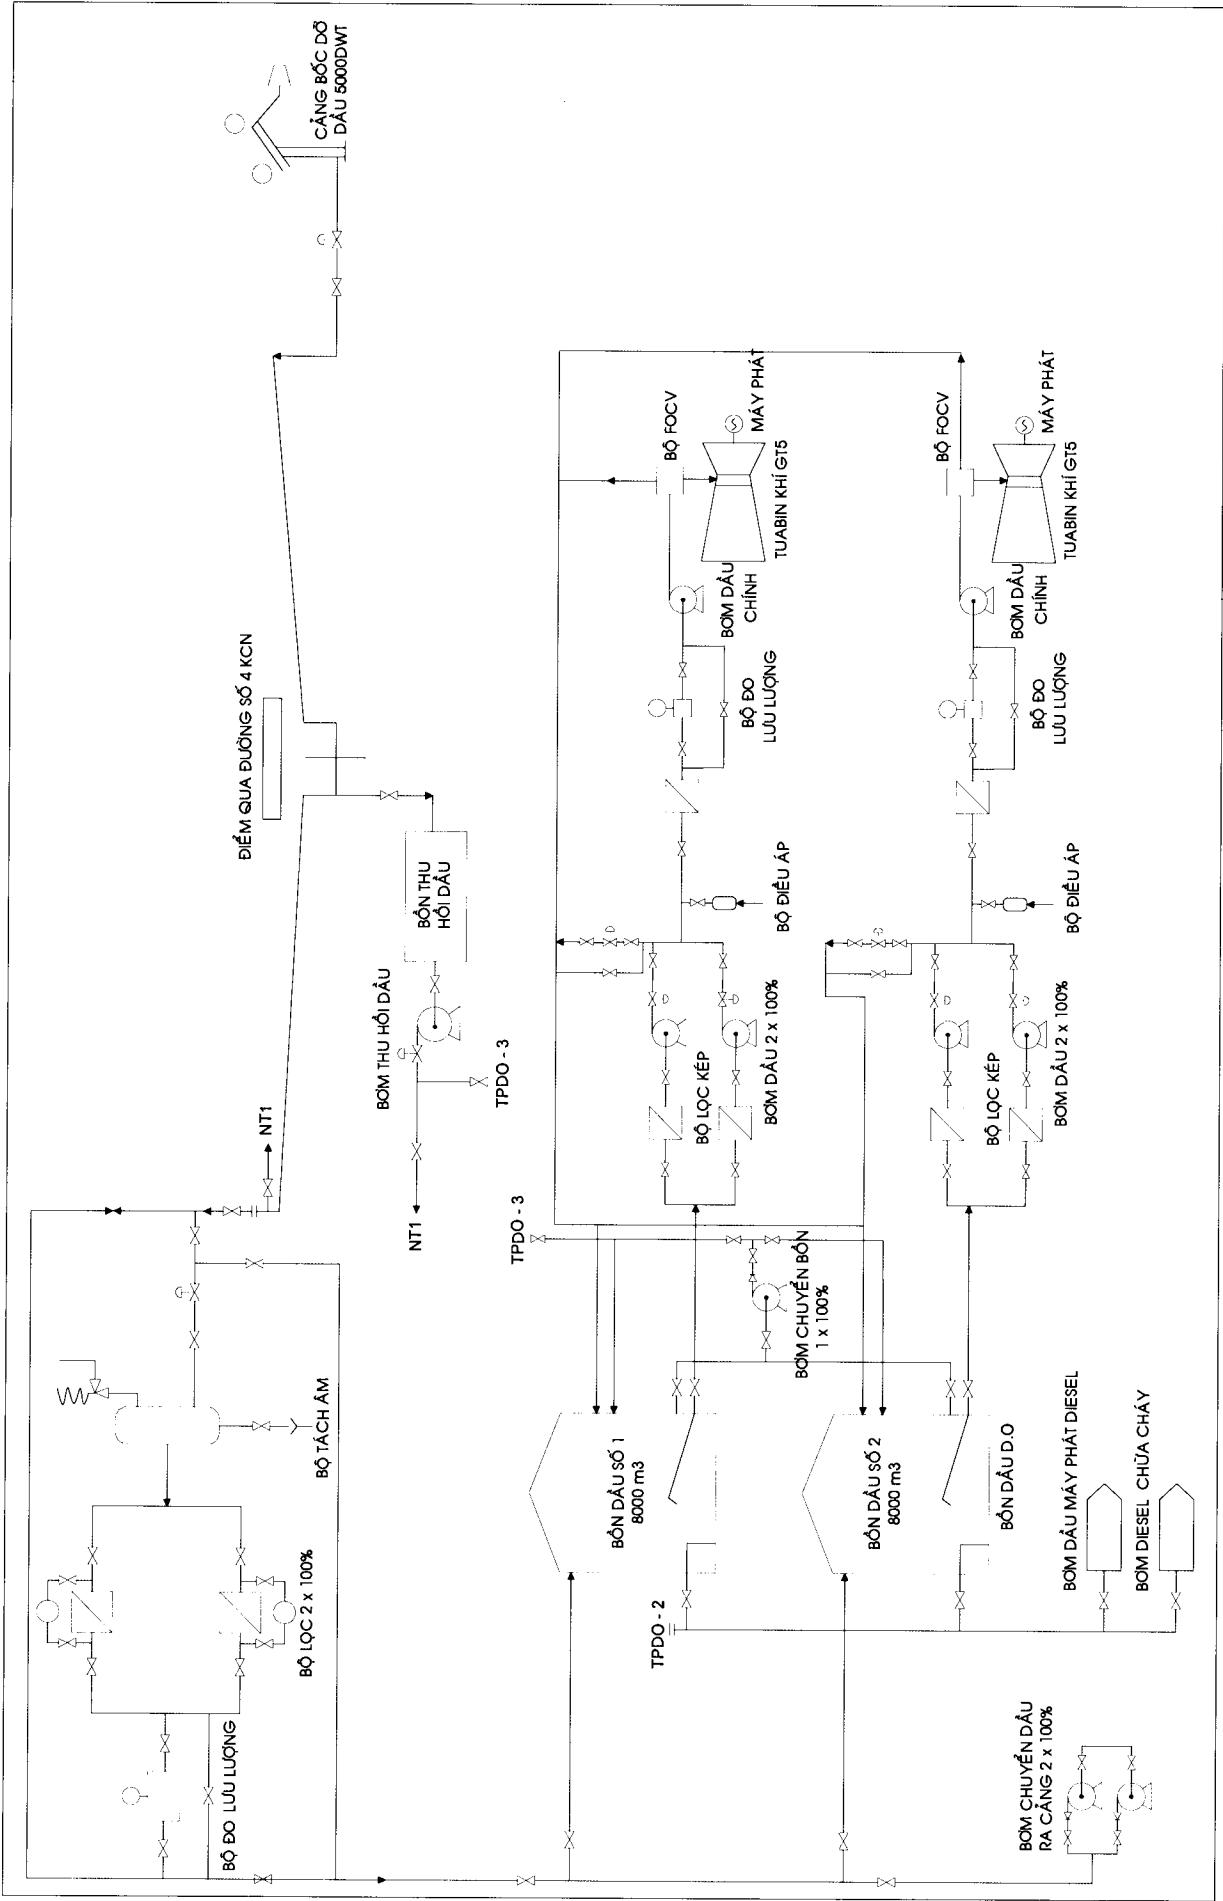 CẢNG BỐC DỠ
DẦU 5000DWT
ĐIỂM QUA ĐƯỜNG SỐ 4 KCN
BỒN THU
HỒI DẦU
BƠM THU HỒI DẦU
TPDO - 3
NT1
NT1
BỘ TÁCH ẨM
BỘ LỌC 2 x 100%
BỘ ĐO LƯU LƯỢNG
BỘ FOCV
MÁY PHÁT
TUABIN KHÍ GT5
BƠM DẦU
CHÍNH
BỘ ĐO
LƯU LƯỢNG
BỘ ĐIỀU ÁP
BƠM DẦU 2 x 100%
BỘ LỌC KÉP
TPDO - 3
BƠM CHUYỂN BỒN
1 x 100%
BỒN DẦU SỐ 1
8000 m3
TPDO - 2
BỘ FOCV
MÁY PHÁT
TUABIN KHÍ GT5
BƠM DẦU
CHÍNH
BỘ ĐO
LƯU LƯỢNG
BỘ ĐIỀU ÁP
BƠM DẦU 2 x 100%
BỘ LỌC KÉP
BỒN DẦU SỐ 2
8000 m3
BỒN DẦU D.O
BƠM DẦU MÁY PHÁT DIESEL
BƠM DIESEL CHỮA CHÁY
BƠM CHUYỂN DẦU
RA CẢNG 2 x 100%